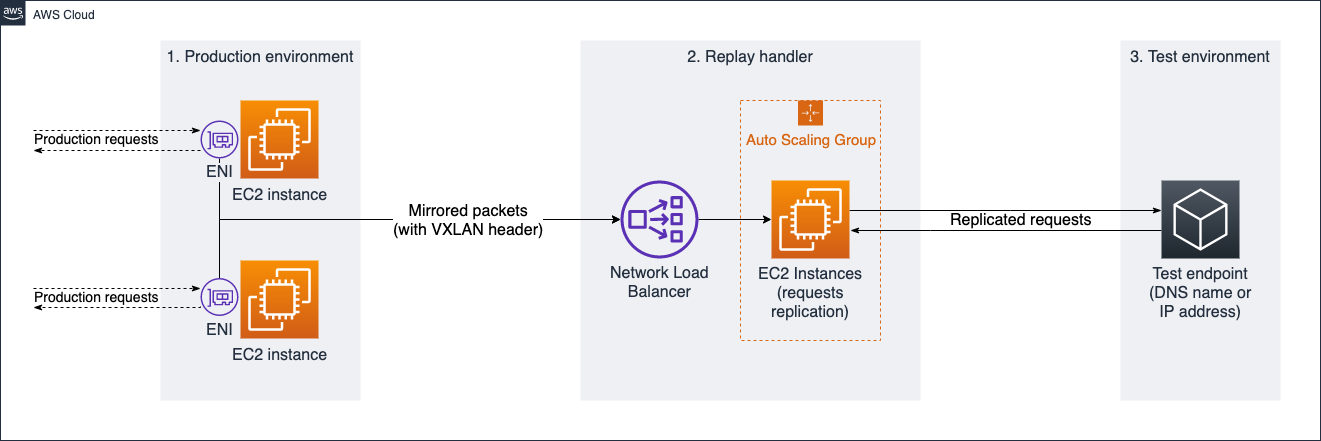 aws
AWS Cloud
1. Production environment
Production requests
ENI
EC2 instance
Production requests
ENI
EC2 instance
Mirrored packets
(with VXLAN header)
2. Replay handler
Network Load
Balancer
Auto Scaling Group
EC2 Instances
(requests
replication)
Replicated requests
3. Test environment
Test endpoint
(DNS name or
IP address)